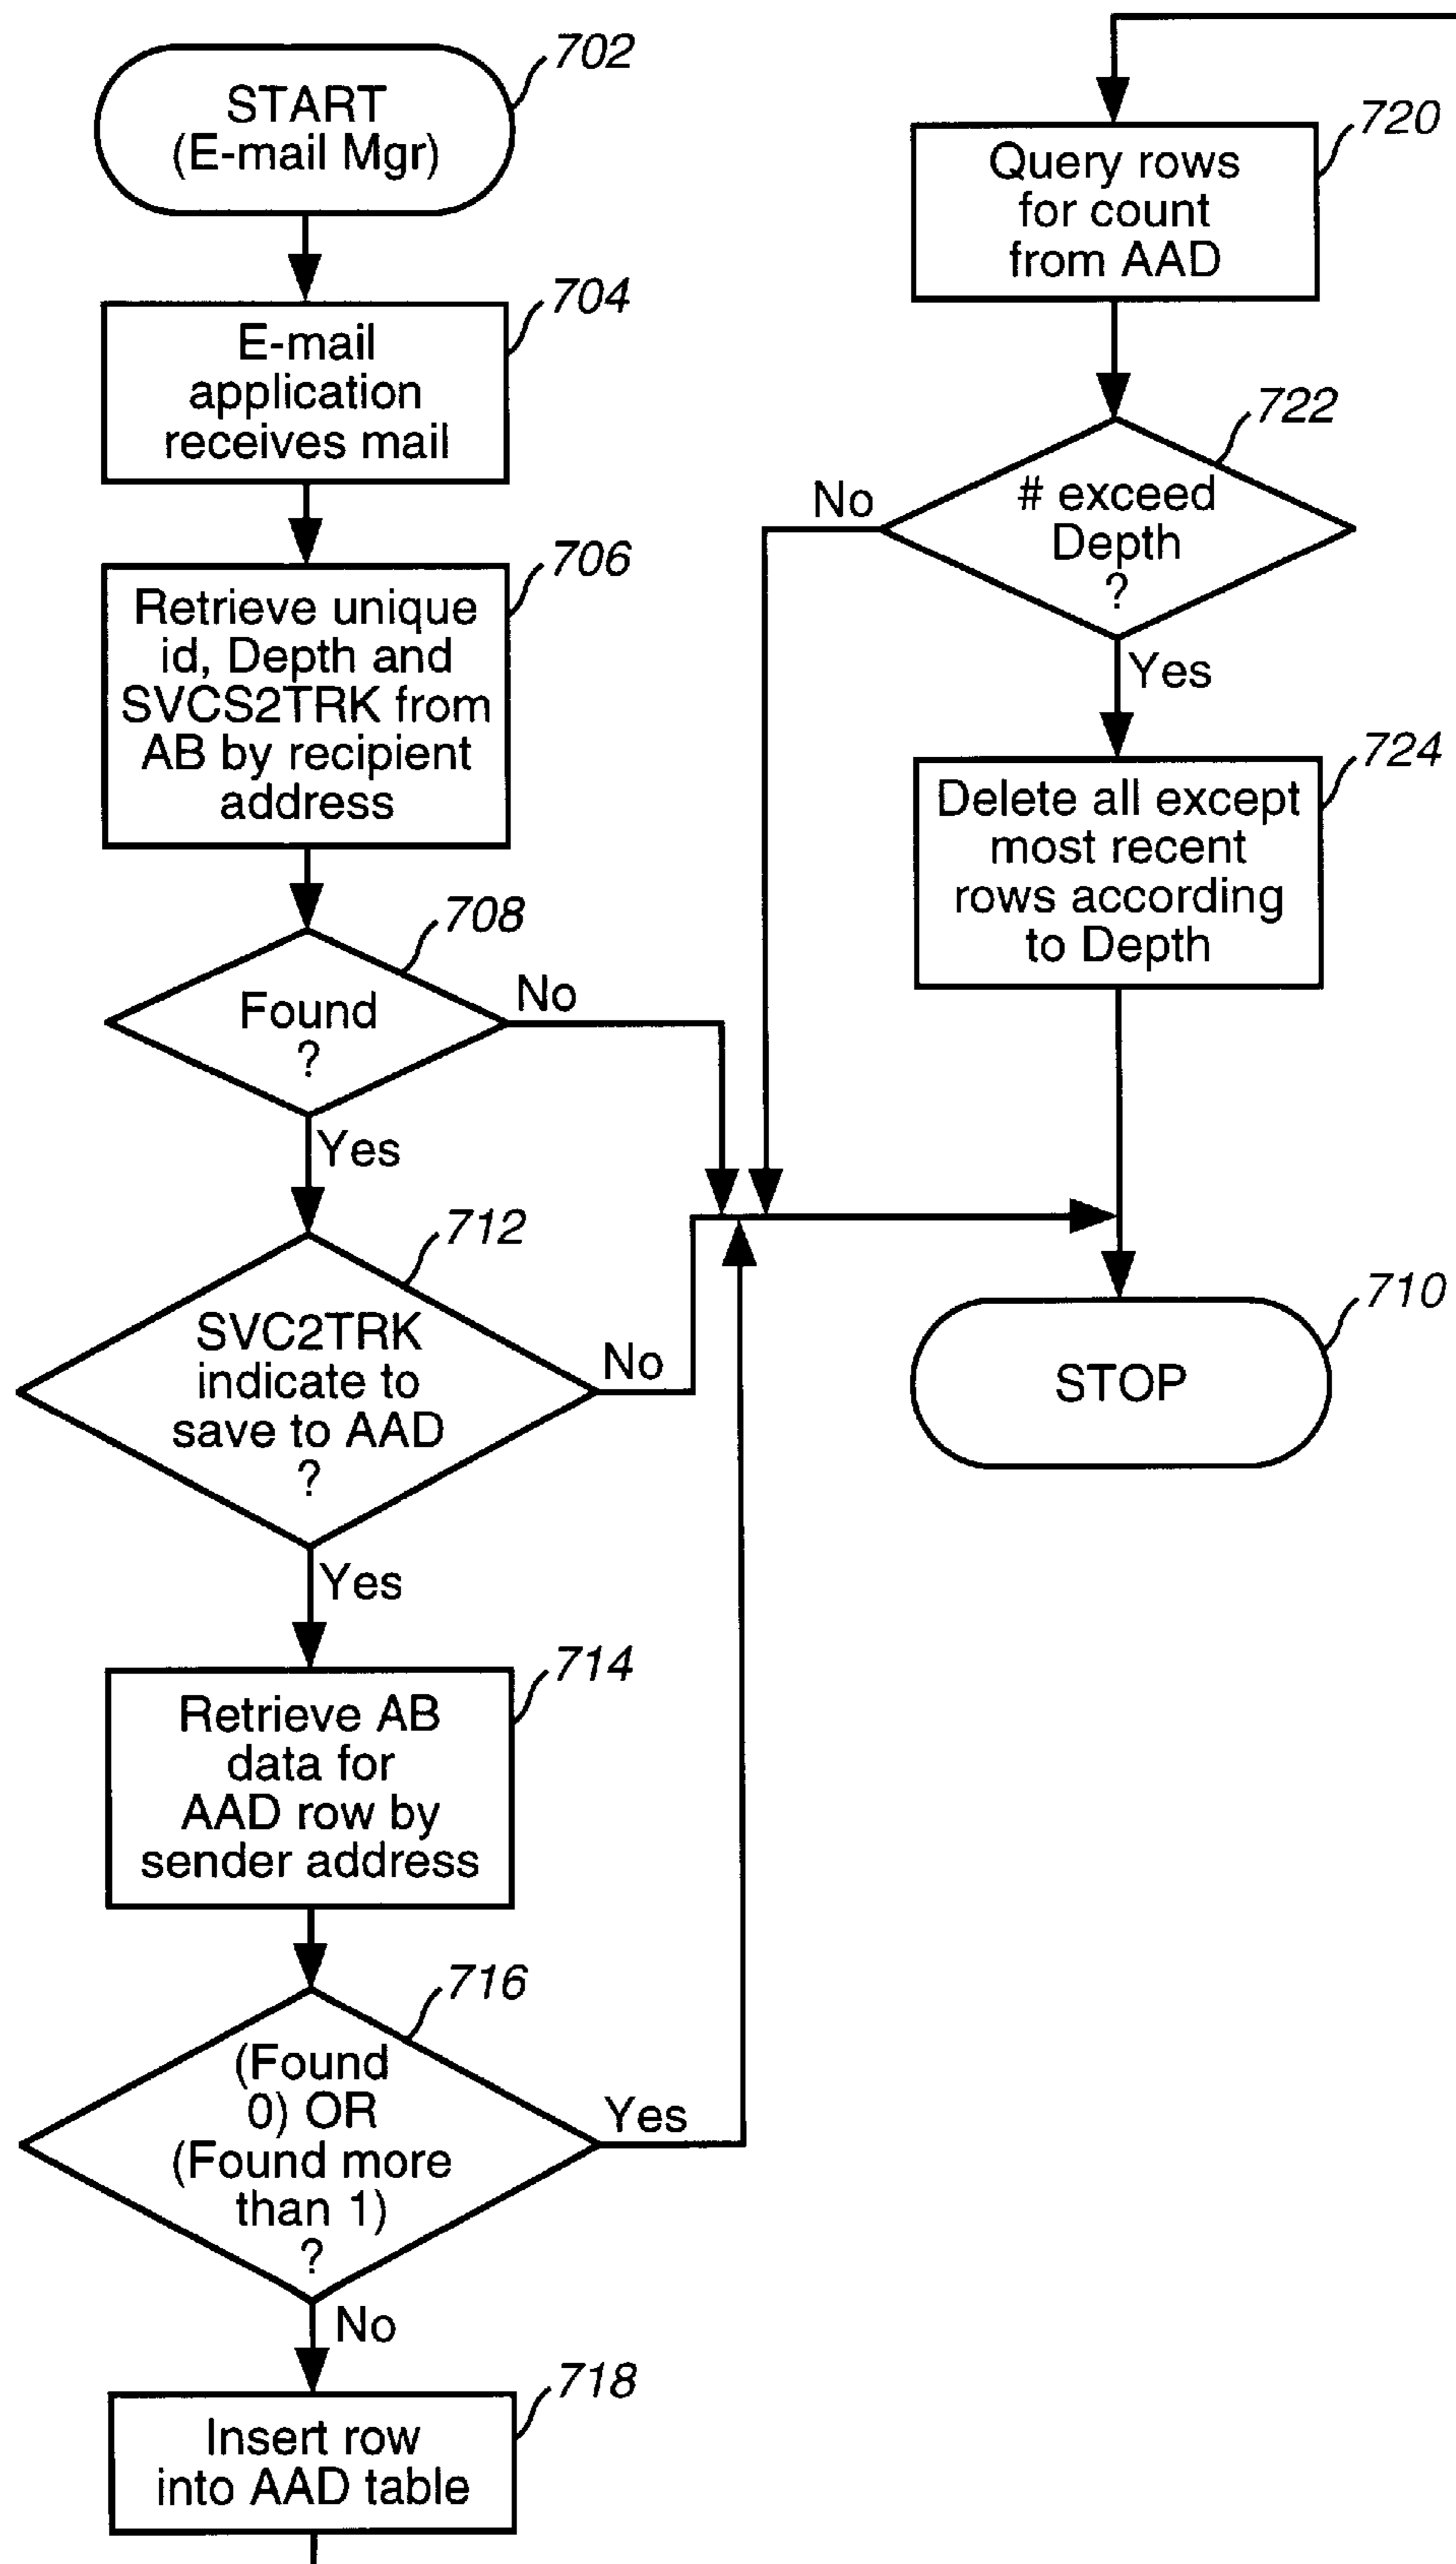 702
START
(E-mail Mgr)
704
E-mail
application
receives mail
706
Retrieve unique
id, Depth and
SVCS2TRK from
AB by recipient
address
708
Found
?
No
Yes
712
SVC2TRK
indicate to
save to AAD
?
No
Yes
714
Retrieve AB
data for
AAD row by
sender address
716
(Found
0) OR
(Found more
than 1)
?
Yes
No
718
Insert row
into AAD table
720
Query rows
for count
from AAD
722
# exceed
Depth
?
No
Yes
724
Delete all except
most recent
rows according
to Depth
710
STOP